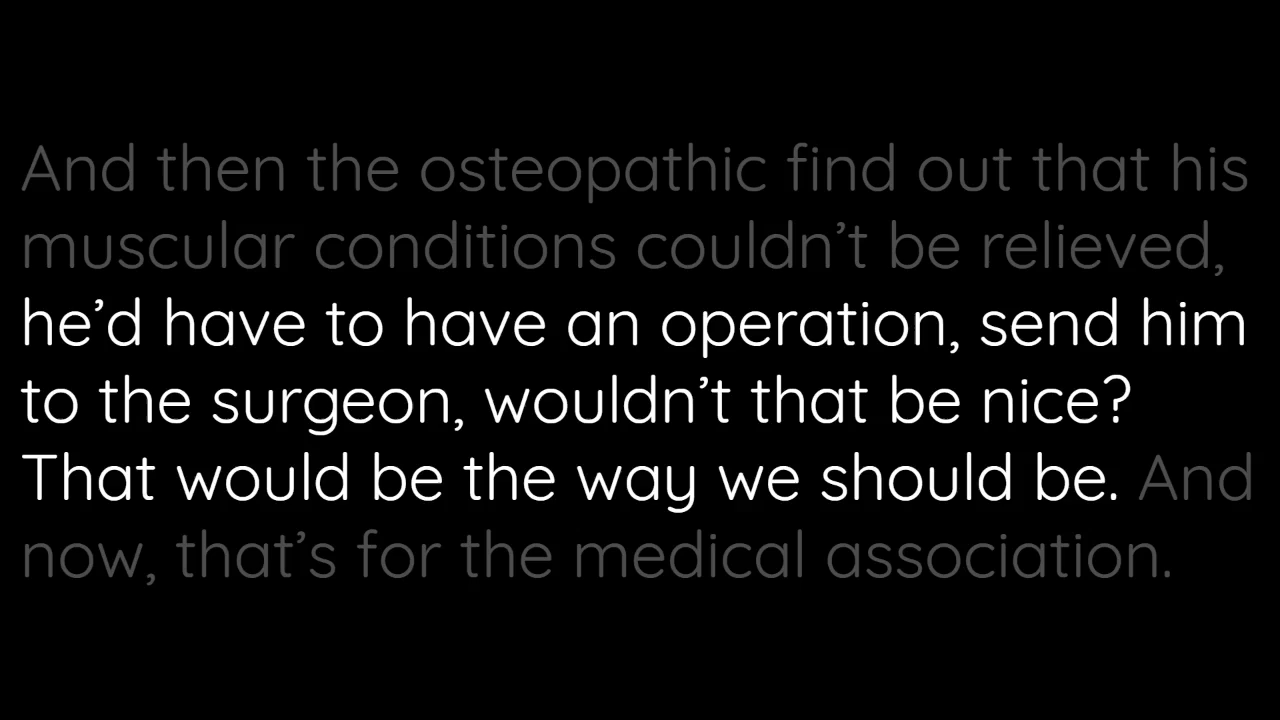 And then the osteopathic find out that his
muscular conditions couldn’t be relieved,
he’d have to have an operation, send him
to the surgeon, wouldn’t that be nice?
That would be the way we should be. And
now, that’s for the medical association.